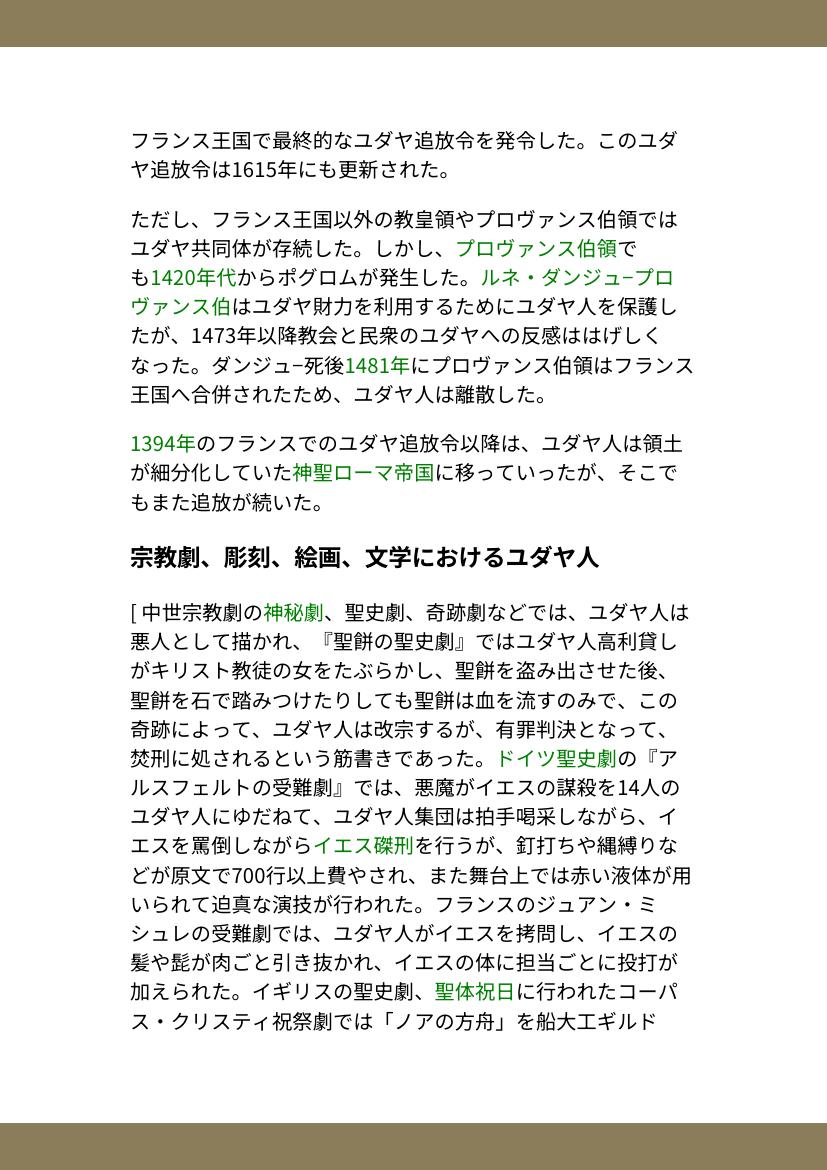 フランス王国で最終的なユダヤ追放令を発令した。このユダ
ヤ追放令は1615年にも更新された。
ただし、フランス王国以外の教皇領やプロヴァンス伯領では
ユダヤ共同体が存続した。しかし、プロヴァンス伯領で
も1420年代からポグロムが発生した。ルネ・ダンジュ−プロ
ヴァンス伯はユダヤ財力を利用するためにユダヤ人を保護し
たが、1473年以降教会と民衆のユダヤへの反感ははげしく
なった。ダンジュ−死後1481年にプロヴァンス伯領はフランス
王国へ合併されたため、ユダヤ人は離散した。
1394年のフランスでのユダヤ追放令以降は、ユダヤ人は領土
が細分化していた神聖ローマ帝国に移っていったが、そこで
もまた追放が続いた。
宗教劇、彫刻、絵画、文学におけるユダヤ人
[ 中世宗教劇の神秘劇、聖史劇、奇跡劇などでは、ユダヤ人は
悪人として描かれ、『聖餅の聖史劇』ではユダヤ人高利貸し
がキリスト教徒の女をたぶらかし、聖餅を盗み出させた後、
聖餅を石で踏みつけたりしても聖餅は血を流すのみで、この
奇跡によって、ユダヤ人は改宗するが、有罪判決となって、
焚刑に処されるという筋書きであった。ドイツ聖史劇の『ア
ルスフェルトの受難劇』では、悪魔がイエスの謀殺を14人の
ユダヤ人にゆだねて、ユダヤ人集団は拍手喝采しながら、イ
エスを罵倒しながらイエス磔刑を行うが、釘打ちや縄縛りな
どが原文で700行以上費やされ、また舞台上では赤い液体が用
いられて迫真な演技が行われた。フランスのジュアン・ミ
シュレの受難劇では、ユダヤ人がイエスを拷問し、イエスの
髪や髭が肉ごと引き抜かれ、イエスの体に担当ごとに投打が
加えられた。イギリスの聖史劇、聖体祝日に行われたコーパ
ス・クリスティ祝祭劇では「ノアの方舟」を船大工ギルド